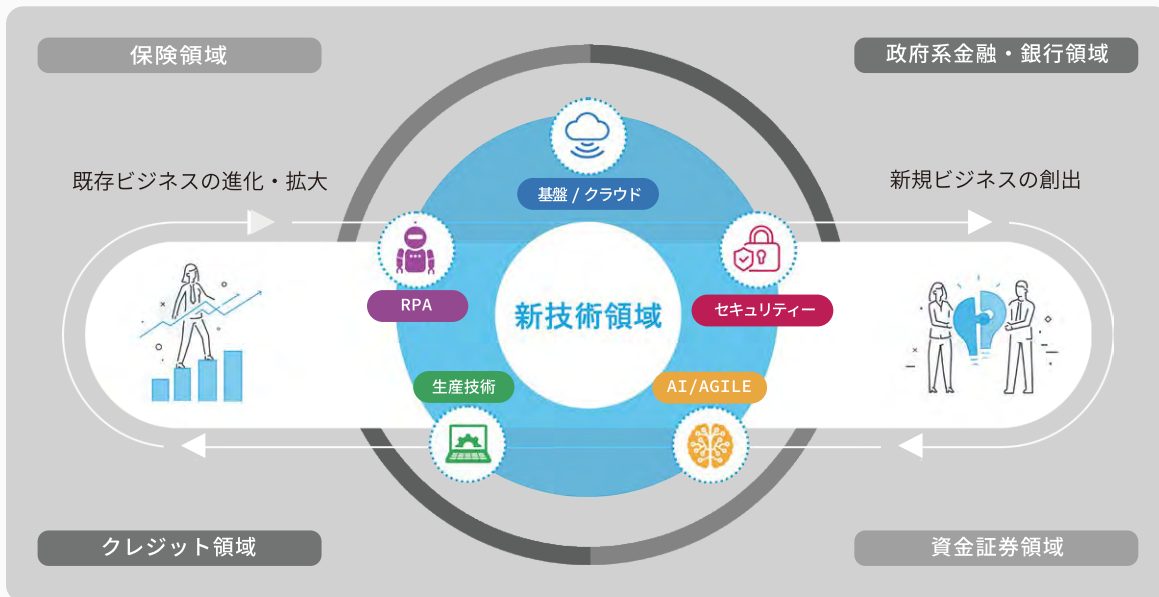 保険領域
政府系金融・銀行領域
既存ビジネスの進化・拡大
新規ビジネスの創出
基盤 / クラウド
RPA
新技術領域
セキュリティー
生産技術
AI/AGILE
クレジット領域
資金証券領域